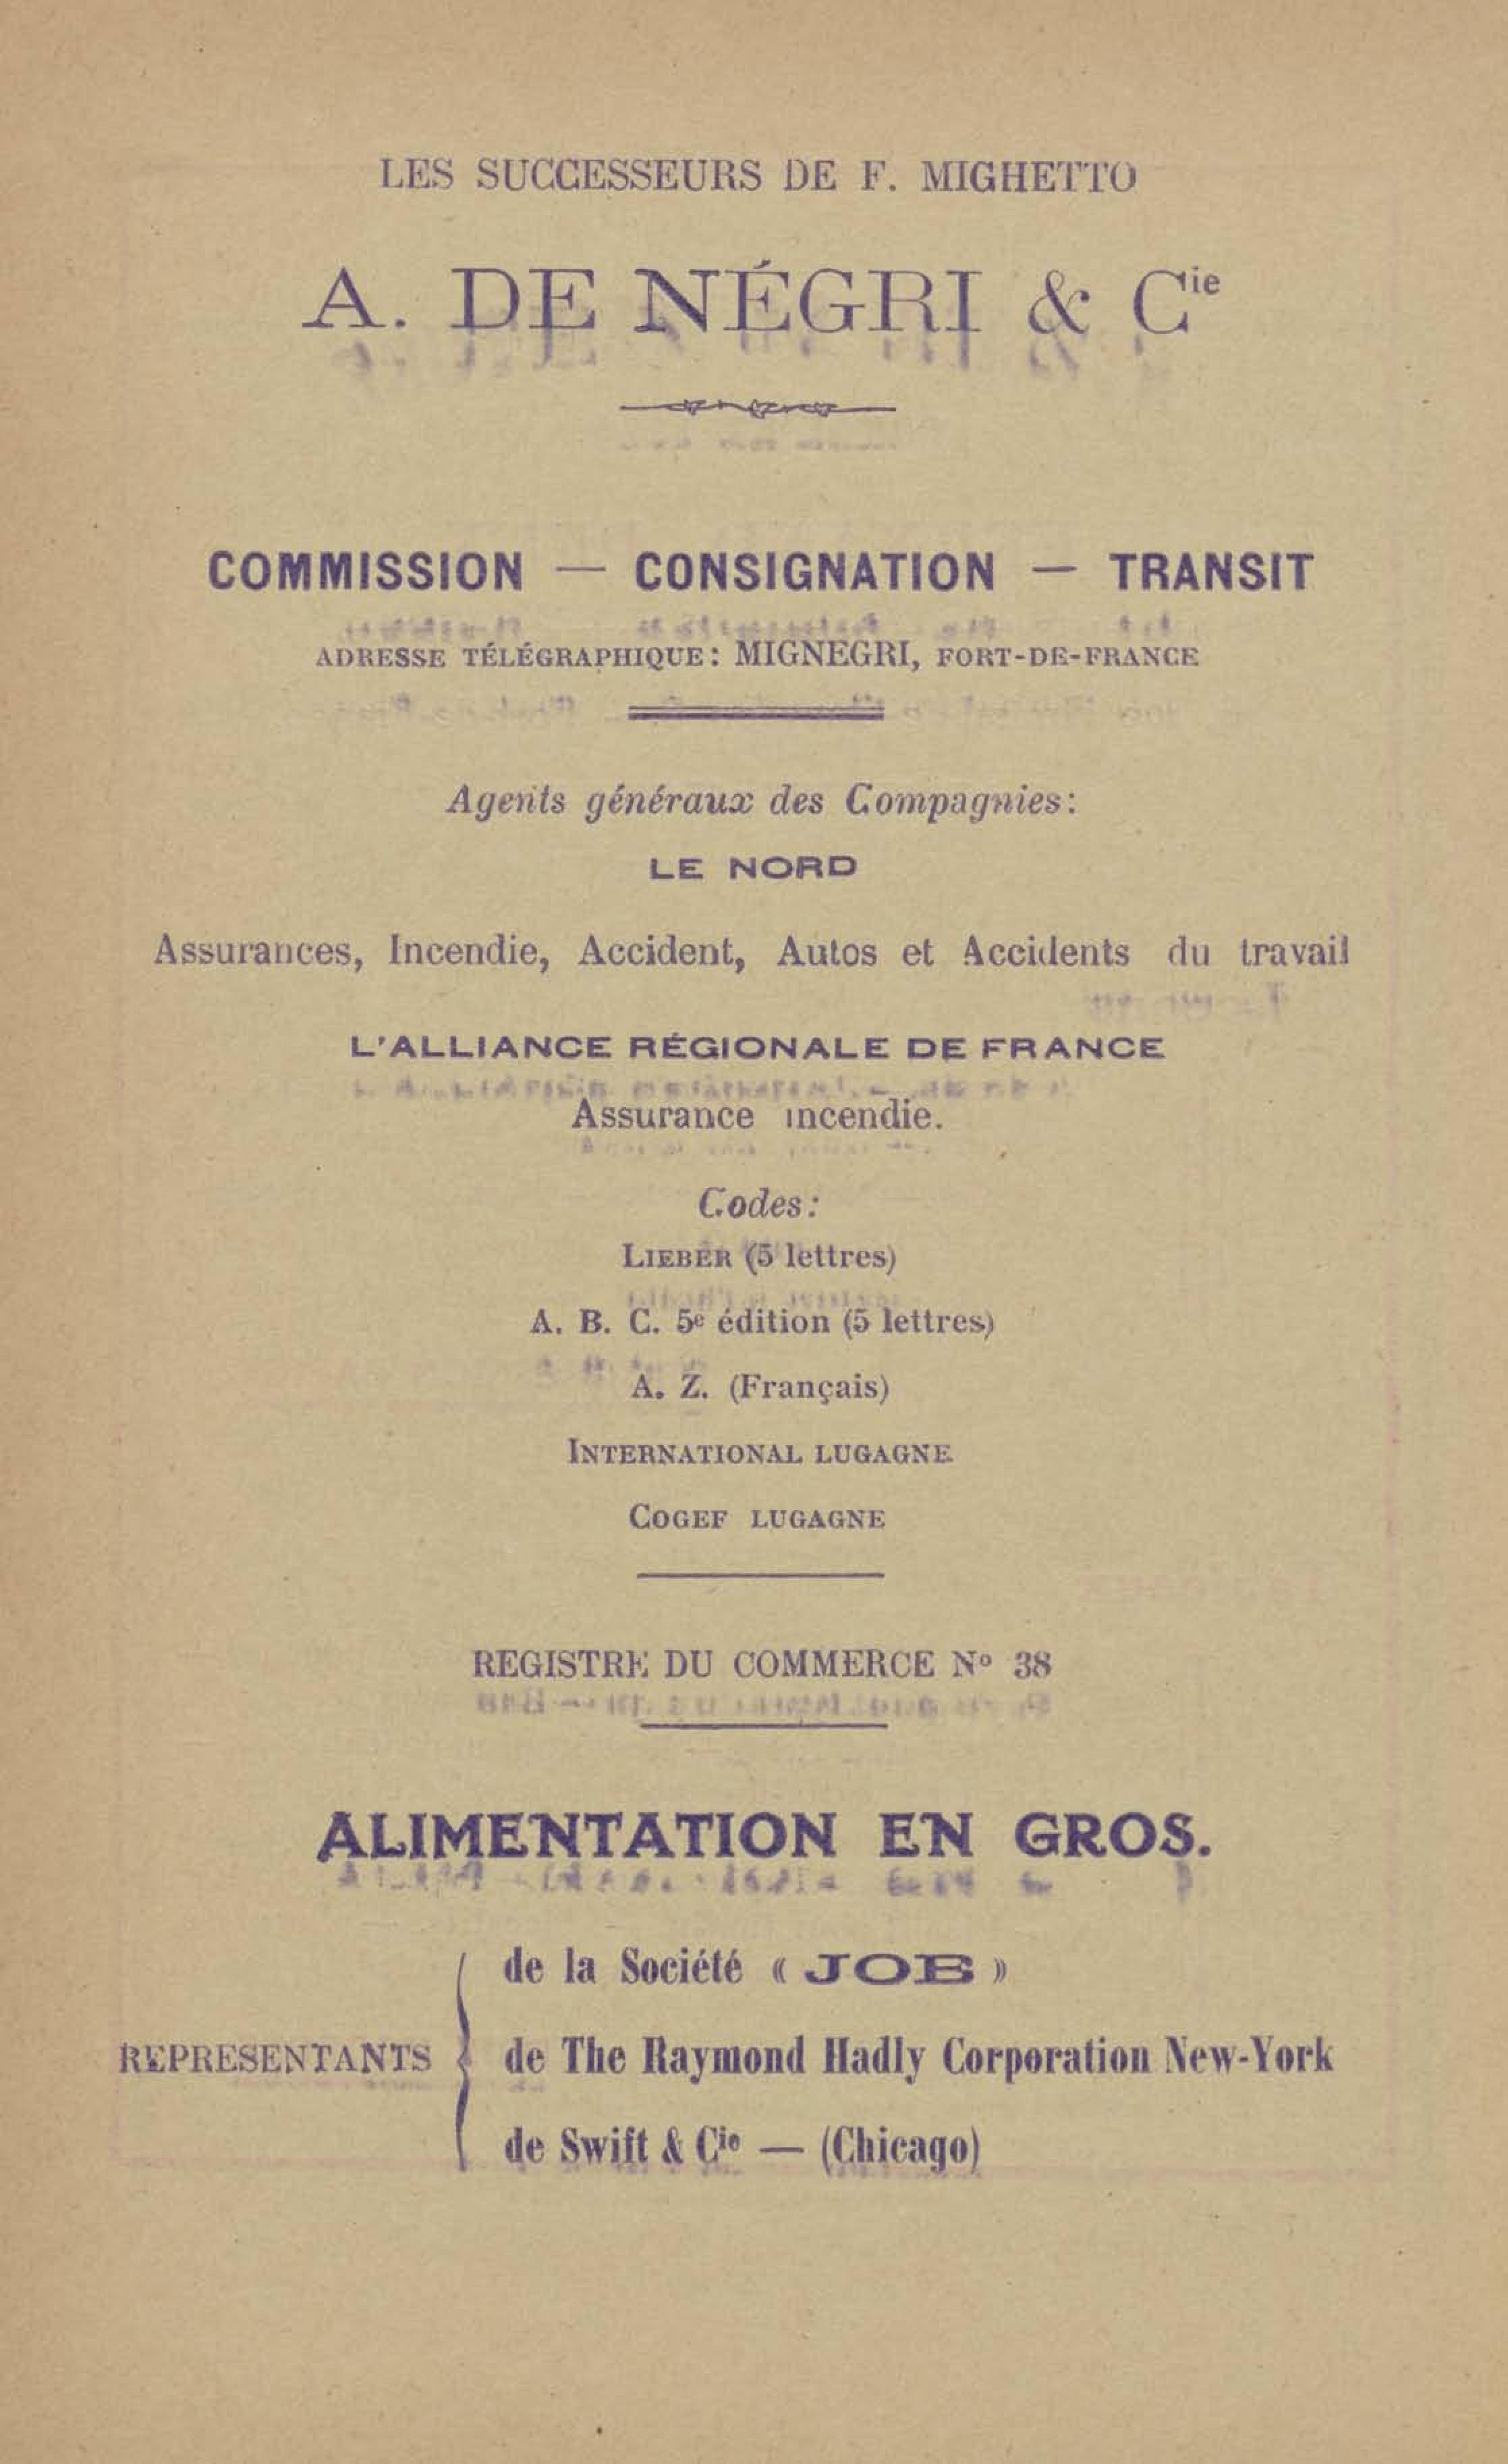 LES SUCCESSEURS DE F. MIGHETTO
A. DE NÉGRI & Cie
COMMISSION — CONSIGNATION — TRANSIT
ADRESSE TÉLÉGRAPHIQUE: MIGNEGRI, FORT-DE-FRANCE
Agents généraux des Compagnies:
LE NORD
Assurances, Incendie, Accident, Autos et Accidents du travail
L'ALLIANCE RÉGIONALE DE FRANCE
Assurance incendie.
Codes:
LIEBER (5 lettres)
A. B. C. 5e édition (5 lettres)
A. Z. (Français)
INTERNATIONAL LUGAGNE
COGEF LUGAGNE
REGISTRE DU COMMERCE No 38
ALIMENTATION EN GROS.
de la Société « JOB »
REPRESENTANTS de The Raymond Hadly Corporation New-York
de Swift & Cie — (Chicago)